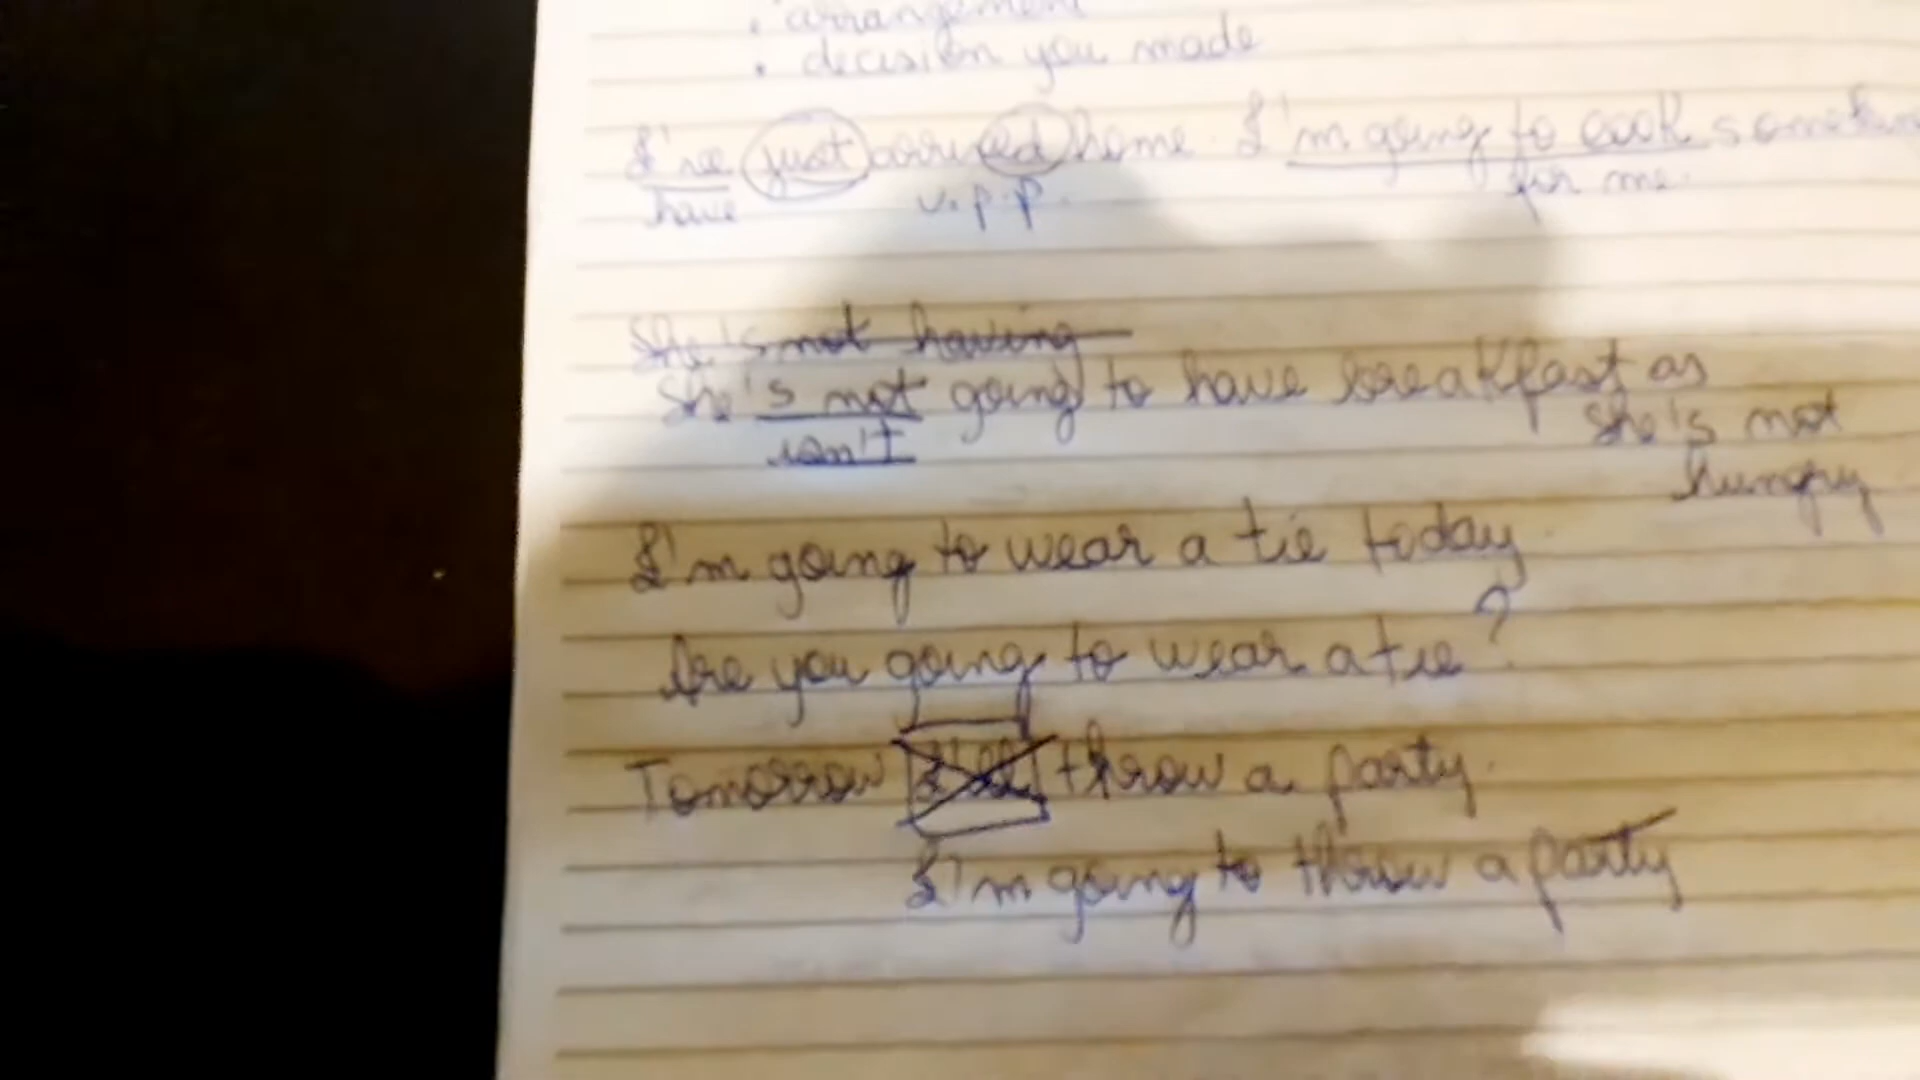 • arrangement
• decision you made
I've just arrived home. I'm going to cook something
have v.p.p. for me.
She's not having
She's not going to have breakfast as
isn't she's not
hungry
I'm going to wear a tie today.
Are you going to wear a tie?
Tomorrow I'll throw a party.
I'm going to throw a party